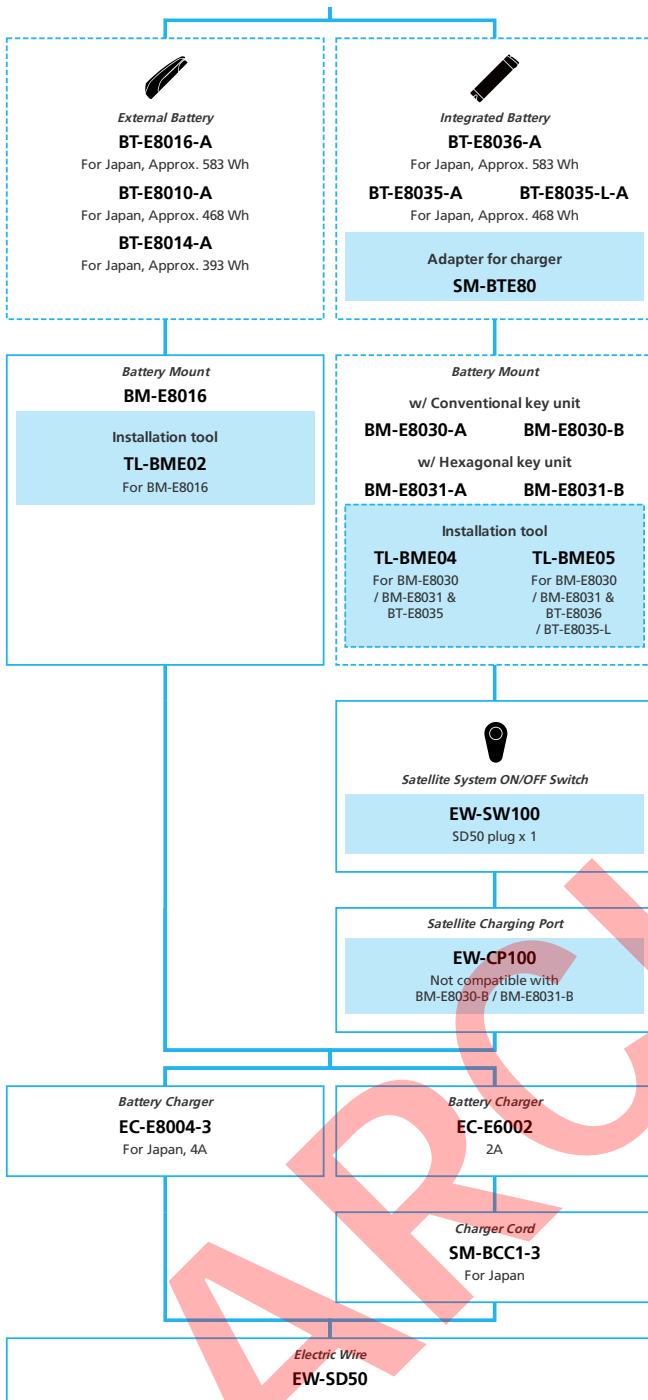 External Battery
BT-E8016-A
For Japan, Approx. 583 Wh
BT-E8010-A
For Japan, Approx. 468 Wh
BT-E8014-A
For Japan, Approx. 393 Wh
Integrated Battery
BT-E8036-A
For Japan, Approx. 583 Wh
BT-E8035-A BT-E8035-L-A
For Japan, Approx. 468 Wh
Adapter for charger
SM-BTE80
Battery Mount
BM-E8016
Installation tool
TL-BME02
For BM-E8016
Battery Mount
w/ Conventional key unit
BM-E8030-A BM-E8030-B
w/ Hexagonal key unit
BM-E8031-A BM-E8031-B
Installation tool
TL-BME04
For BM-E8030
/ BM-E8031 &
BT-E8035
TL-BME05
For BM-E8030
/ BM-E8031 &
BT-E8036
/ BT-E8035-L
Satellite System ON/OFF Switch
EW-SW100
SD50 plug x 1
Satellite Charging Port
EW-CP100
Not compatible with
BM-E8030-B / BM-E8031-B
Battery Charger
EC-E8004-3
For Japan, 4A
Battery Charger
EC-E6002
2A
Charger Cord
SM-BCC1-3
For Japan
Electric Wire
EW-SD50
ARCI